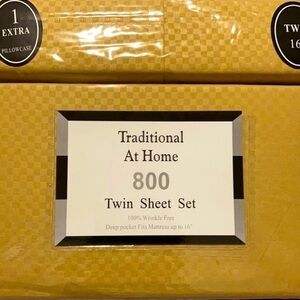 1
EXTRA
PILLOWCASE
TW
16
Traditional
At Home
800
Twin Sheet Set
100% Wrinkle Free
Deep pocket Fits Mattress up to 16"